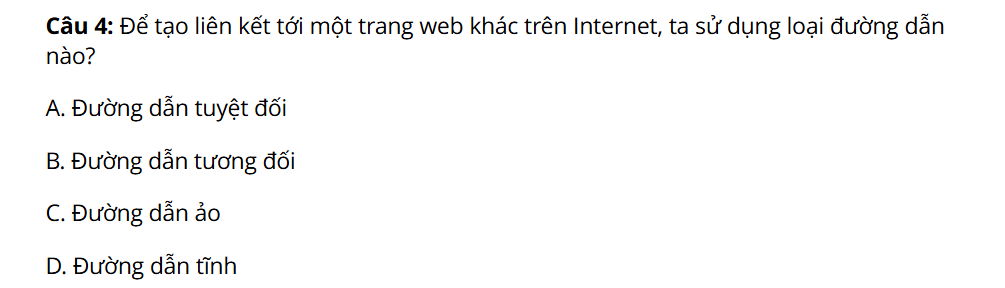 Câu 4: Để tạo liên kết tới một trang web khác trên Internet, ta sử dụng loại đường dẫn
nào?
A. Đường dẫn tuyệt đối
B. Đường dẫn tương đối
C. Đường dẫn ảo
D. Đường dẫn tĩnh